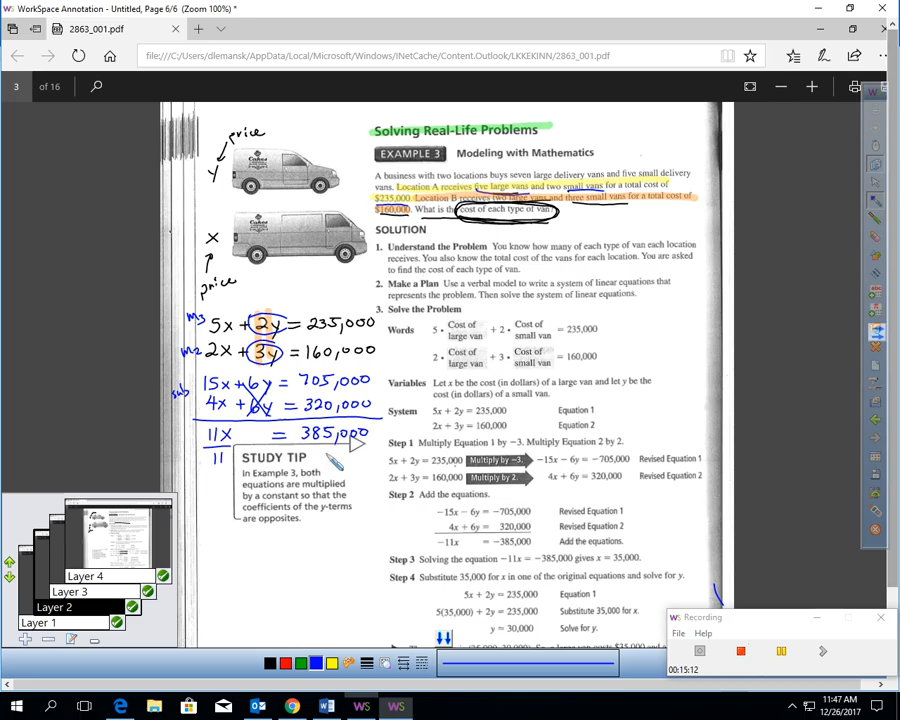 WorkSpace Annotation - Untitled, Page 6/6 (Zoom 100%) *
2863_001.pdf
file:///C:/Users/dlemansk/AppData/Local/Microsoft/Windows/INetCache/Content.Outlook/LKKEKINN/2863_001.pdf
3 of 16
price
y
Cakes
x
Cakes
price
Solving Real-Life Problems
EXAMPLE 3 Modeling with Mathematics
A business with two locations buys seven large delivery vans and five small delivery
vans. Location A receives five large vans and two small vans for a total cost of
$235,000. Location B receives two large vans and three small vans for a total cost of
$160,000. What is the cost of each type of van?
SOLUTION
1. Understand the Problem You know how many of each type of van each location
receives. You also know the total cost of the vans for each location. You are asked
to find the cost of each type of van.
2. Make a Plan Use a verbal model to write a system of linear equations that
represents the problem. Then solve the system of linear equations.
3. Solve the Problem
Words 5 · Cost of large van + 2 · Cost of small van = 235,000
2 · Cost of large van + 3 · Cost of small van = 160,000
Variables Let x be the cost (in dollars) of a large van and let y be the
cost (in dollars) of a small van.
System 5x + 2y = 235,000 Equation 1
2x + 3y = 160,000 Equation 2
Step 1 Multiply Equation 1 by −3. Multiply Equation 2 by 2.
5x + 2y = 235,000 Multiply by −3. −15x − 6y = −705,000 Revised Equation 1
2x + 3y = 160,000 Multiply by 2. 4x + 6y = 320,000 Revised Equation 2
Step 2 Add the equations.
−15x − 6y = −705,000 Revised Equation 1
4x + 6y = 320,000 Revised Equation 2
−11x = −385,000 Add the equations.
Step 3 Solving the equation −11x = −385,000 gives x = 35,000.
Step 4 Substitute 35,000 for x in one of the original equations and solve for y.
5x + 2y = 235,000 Equation 1
5(35,000) + 2y = 235,000 Substitute 35,000 for x.
y = 30,000 Solve for y.
M3 5x + 2y = 235,000
M2 2x + 3y = 160,000
sub 15x + 6y = 705,000
4x + 6y = 320,000
11x = 385,000
11
STUDY TIP
In Example 3, both
equations are multiplied
by a constant so that the
coefficients of the y-terms
are opposites.
Layer 4
Layer 3
Layer 2
Layer 1
Recording
File Help
00:15:12
11:47 AM
12/26/2017